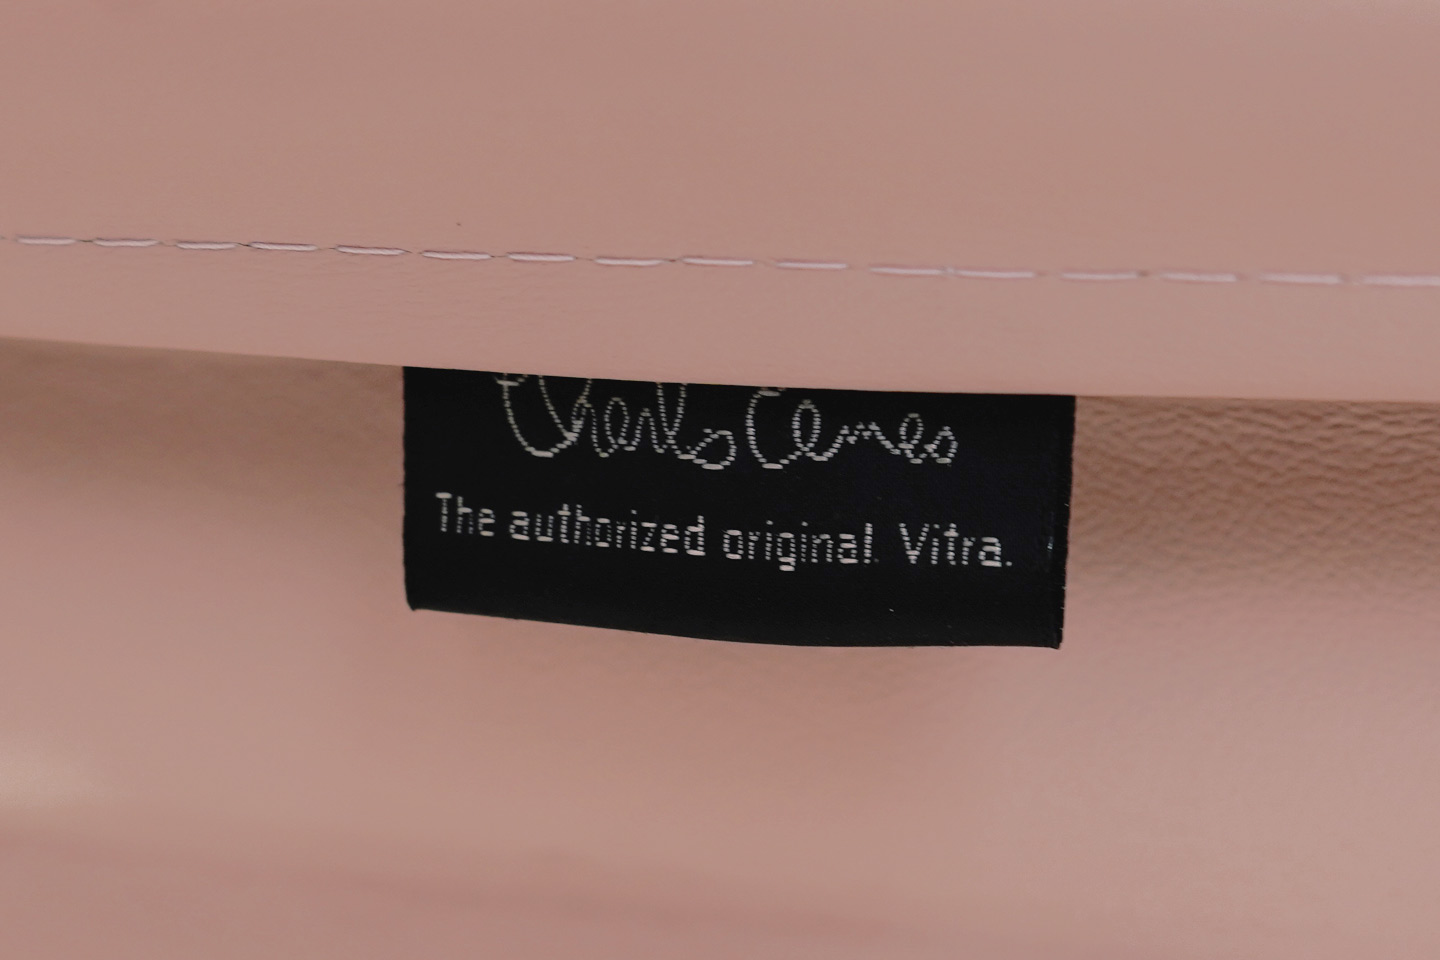 Charles Eames
The authorized original. Vitra.